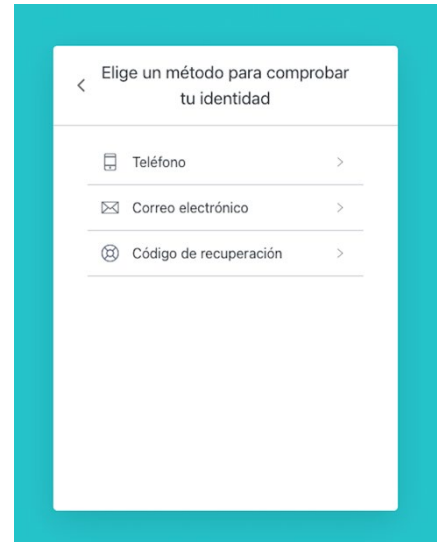 Elige un método para comprobar
tu identidad
Teléfono
Correo electrónico
Código de recuperación